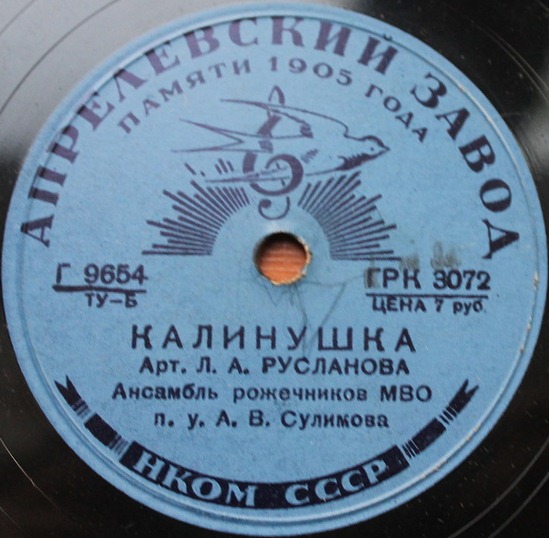 АПРЕЛЕВСКИЙ ЗАВОД
ПАМЯТИ 1905 ГОДА
Г 9654
ТУ-Б
ГРК 3072
ЦЕНА 7 руб.
КАЛИНУШКА
Арт. Л. А. РУСЛАНОВА
Ансамбль рожечников МВО
п. у. А. В. Сулимова
НКОМ СССР